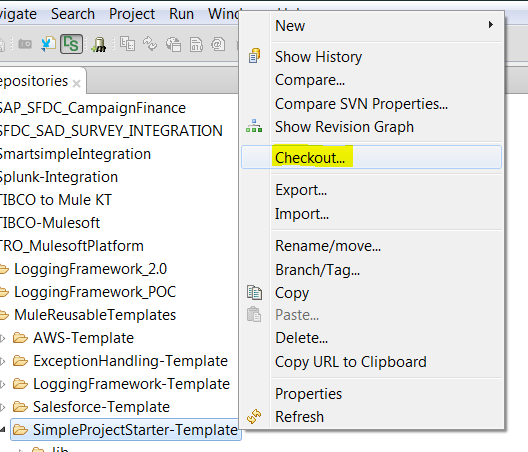 vigate Search Project Run Win
epositories
SAP_SFDC_CampaignFinance
SFDC_SAD_SURVEY_INTEGRATION
SmartsimpleIntegration
Splunk-Integration
TIBCO to Mule KT
TIBCO-Mulesoft
TRO_MulesoftPlatform
LoggingFramework_2.0
LoggingFramework_POC
MuleReusableTemplates
AWS-Template
ExceptionHandling-Template
LoggingFramework-Template
Salesforce-Template
SimpleProjectStarter-Template
lib
New
Show History
Compare...
Compare SVN Properties...
Show Revision Graph
Checkout...
Export...
Import...
Rename/move...
Branch/Tag...
Copy
Paste...
Delete...
Copy URL to Clipboard
Properties
Refresh